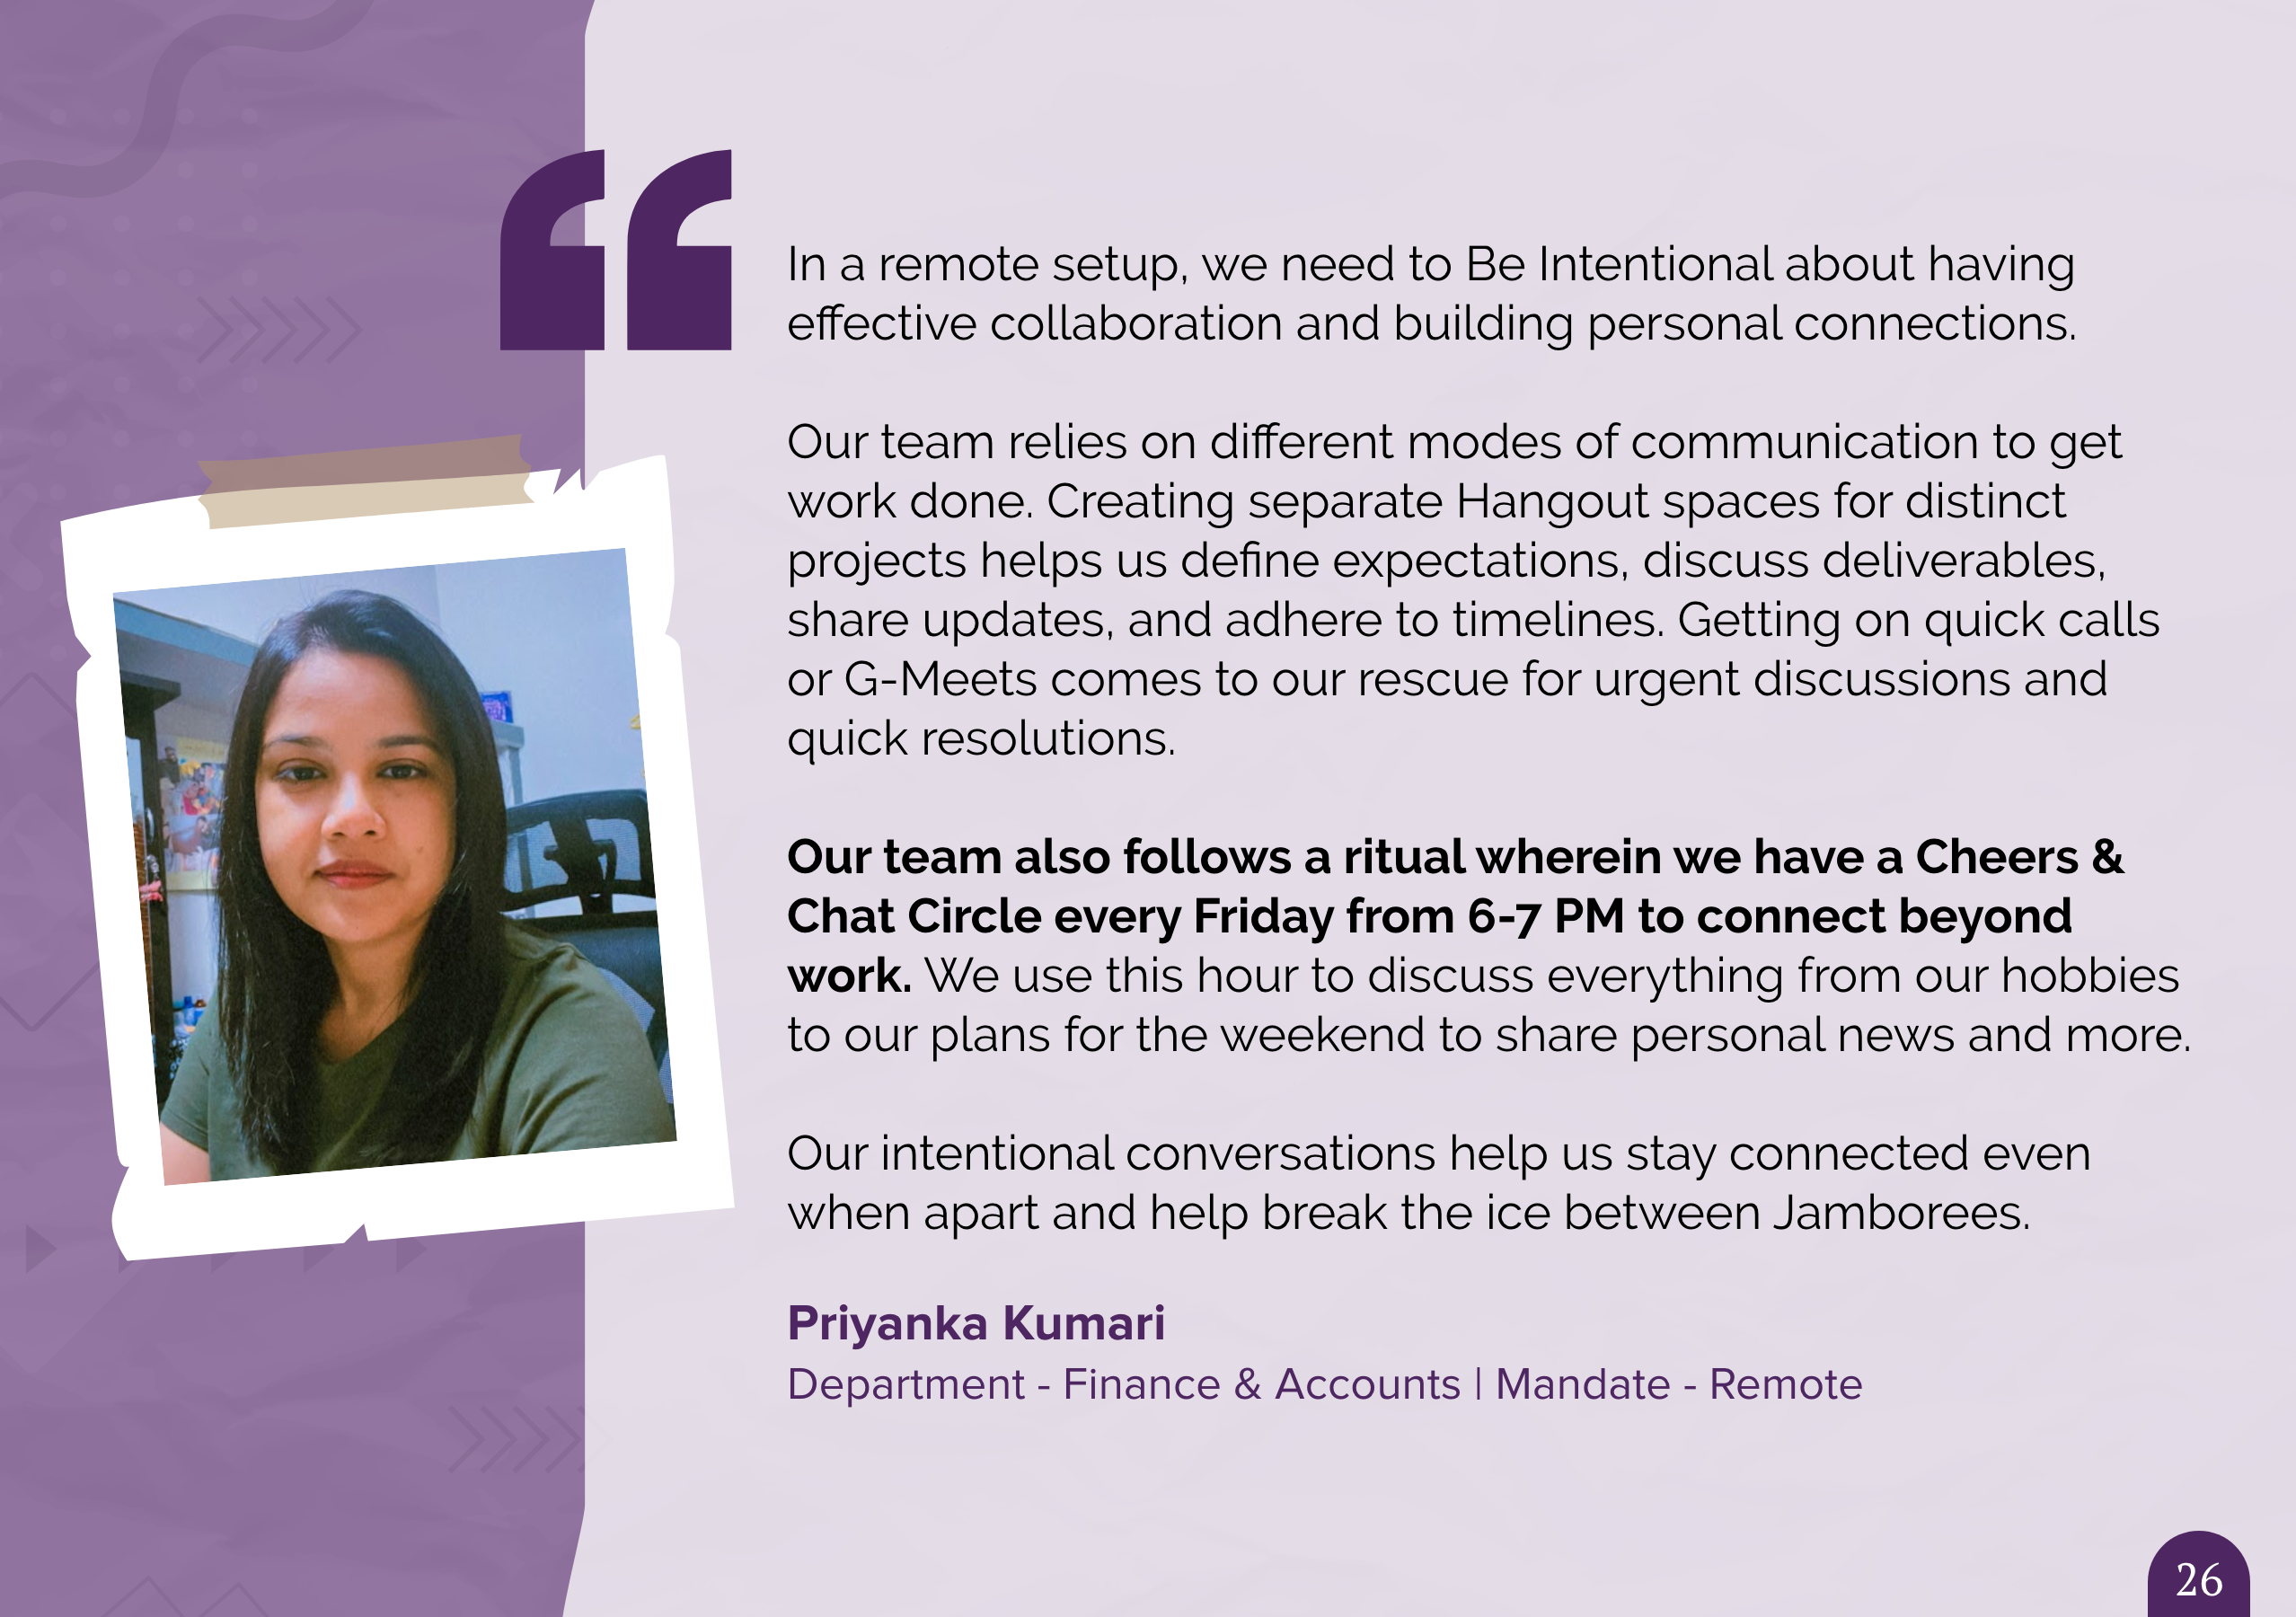 In a remote setup, we need to Be Intentional about having
effective collaboration and building personal connections.
Our team relies on different modes of communication to get
work done. Creating separate Hangout spaces for distinct
projects helps us define expectations, discuss deliverables,
share updates, and adhere to timelines. Getting on quick calls
or G-Meets comes to our rescue for urgent discussions and
quick resolutions.
Our team also follows a ritual wherein we have a Cheers &
Chat Circle every Friday from 6-7 PM to connect beyond
work. We use this hour to discuss everything from our hobbies
to our plans for the weekend to share personal news and more.
Our intentional conversations help us stay connected even
when apart and help break the ice between Jamborees.
Priyanka Kumari
Department - Finance & Accounts | Mandate - Remote
26